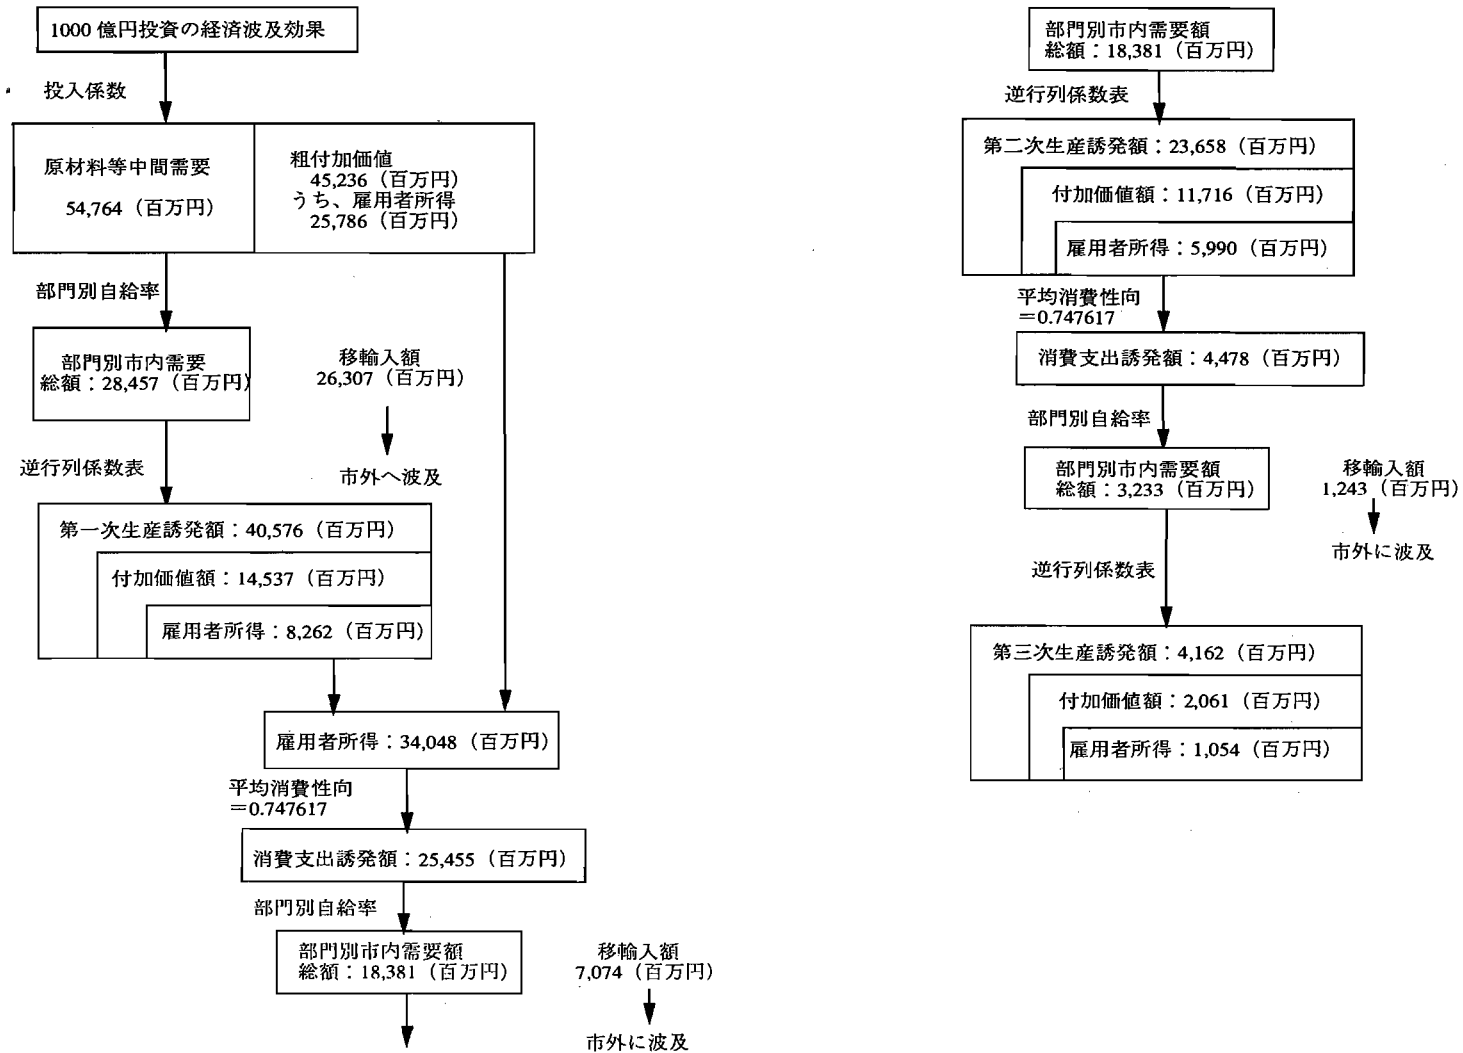 1000億円投資の経済波及効果
投入係数
原材料等中間需要
54,764（百万円）
粗付加価値
45,236（百万円）
うち、雇用者所得
25,786（百万円）
部門別自給率
部門別市内需要
総額：28,457（百万円）
移輸入額
26,307（百万円）
市外へ波及
逆行列係数表
第一次生産誘発額：40,576（百万円）
付加価値額：14,537（百万円）
雇用者所得：8,262（百万円）
雇用者所得：34,048（百万円）
平均消費性向
＝0.747617
消費支出誘発額：25,455（百万円）
部門別自給率
部門別市内需要額
総額：18,381（百万円）
移輸入額
7,074（百万円）
市外に波及
部門別市内需要額
総額：18,381（百万円）
逆行列係数表
第二次生産誘発額：23,658（百万円）
付加価値額：11,716（百万円）
雇用者所得：5,990（百万円）
平均消費性向
＝0.747617
消費支出誘発額：4,478（百万円）
部門別自給率
部門別市内需要額
総額：3,233（百万円）
移輸入額
1,243（百万円）
市外に波及
逆行列係数表
第三次生産誘発額：4,162（百万円）
付加価値額：2,061（百万円）
雇用者所得：1,054（百万円）